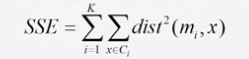 SSE = \sum_{i=1}^{K} \sum_{x \in C_i} dist^2(m_i, x)